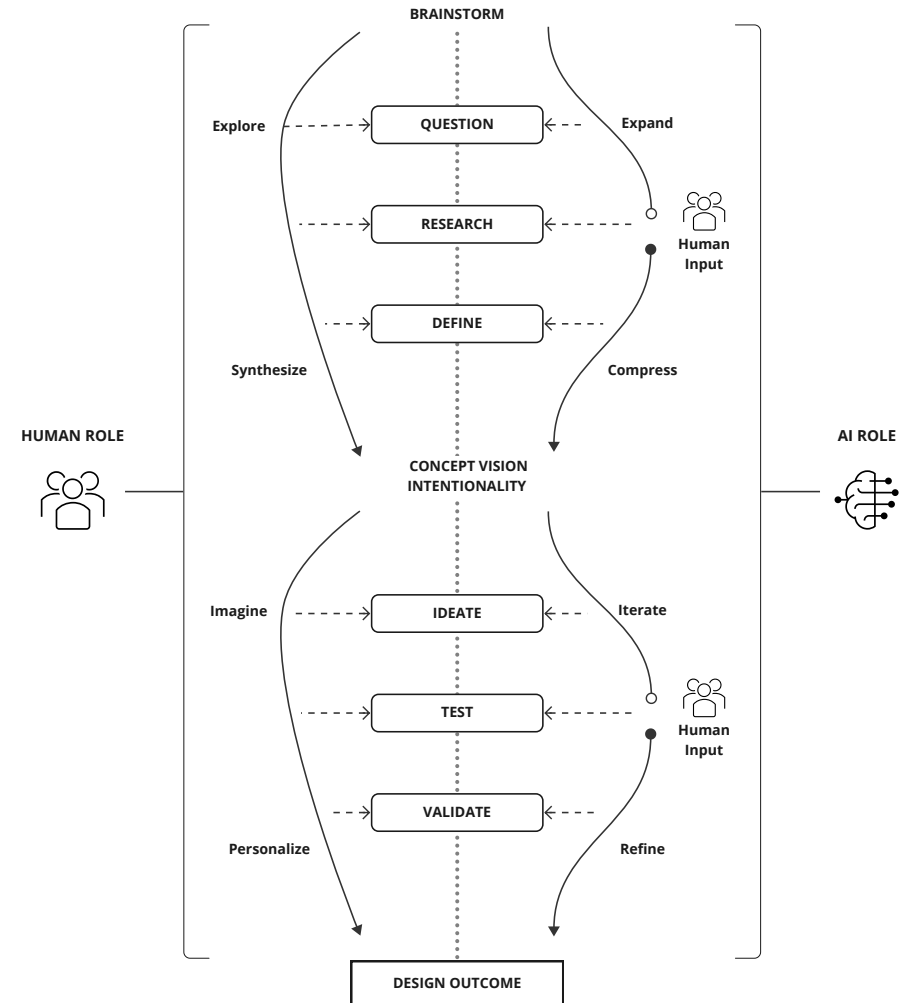 BRAINSTORM
Explore
QUESTION
Expand
RESEARCH
Human
Input
DEFINE
Synthesize
Compress
HUMAN ROLE
AI ROLE
CONCEPT VISION
INTENTIONALITY
Imagine
IDEATE
Iterate
TEST
Human
Input
VALIDATE
Personalize
Refine
DESIGN OUTCOME